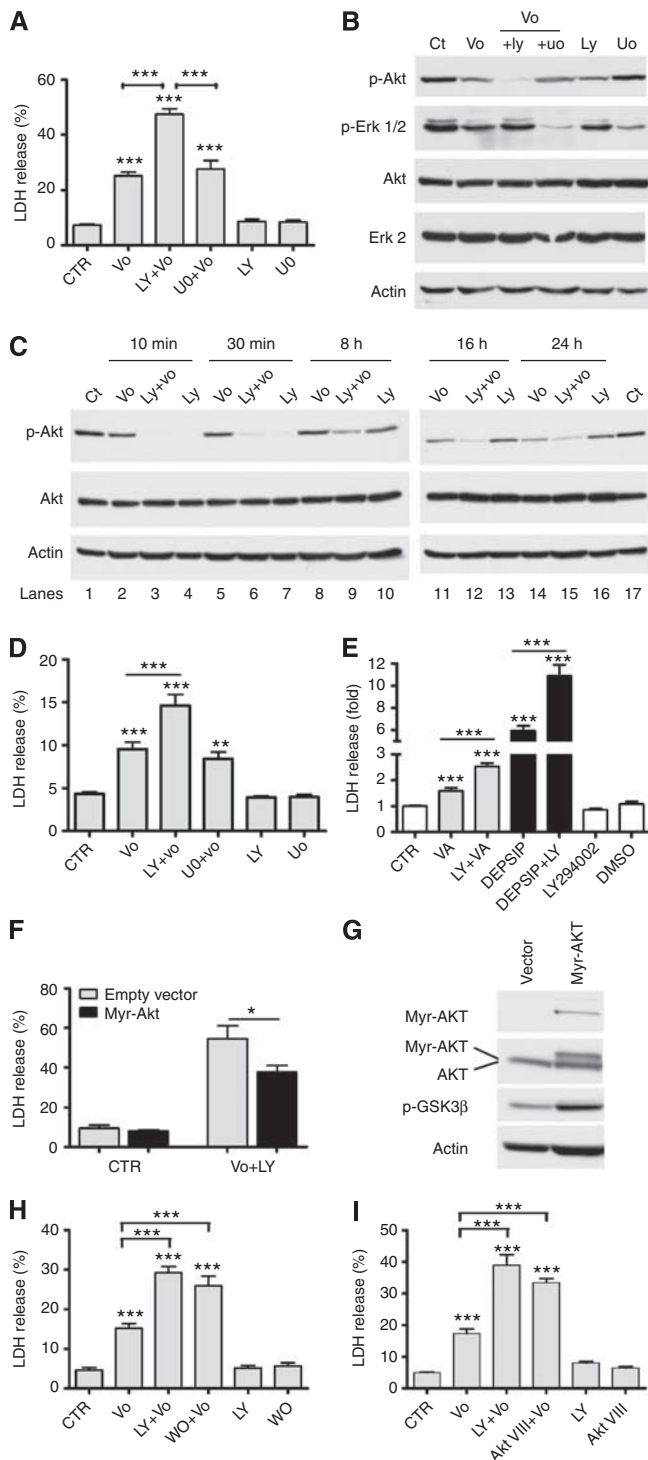 A
LDH release (%)
60
40
20
0
*** ***
*** *** ***
CTR Vo LY+Vo U0+Vo LY U0
B
Vo
Ct Vo +ly +uo Ly Uo
p-Akt
p-Erk 1/2
Akt
Erk 2
Actin
C
10 min 30 min 8 h 16 h 24 h
Ct Vo Ly+vo Ly Vo Ly+vo Ly Vo Ly+vo Ly Vo Ly+vo Ly Vo Ly+vo Ly Ct
p-Akt
Akt
Actin
Lanes 1 2 3 4 5 6 7 8 9 10 11 12 13 14 15 16 17
D
LDH release (%)
20
15
10
5
0
***
*** *** **
CTR Vo LY+vo U0+vo LY Uo
E
LDH release (fold)
12
10
8
6
3
2
1
0
*** ***
*** *** *** ***
CTR VA LY+VA DEPSIP DEPSIP+LY LY294002 DMSO
F
LDH release (%)
80
60
40
20
0
Empty vector
Myr-Akt
*
CTR Vo+LY
G
Vector Myr-AKT
Myr-AKT
Myr-AKT
AKT
p-GSK3β
Actin
H
LDH release (%)
40
30
20
10
0
***
***
*** *** ***
CTR Vo LY+Vo WO+Vo LY WO
I
LDH release (%)
50
40
30
20
10
0
***
***
*** *** ***
CTR Vo LY+Vo Akt VIII+Vo LY Akt VIII